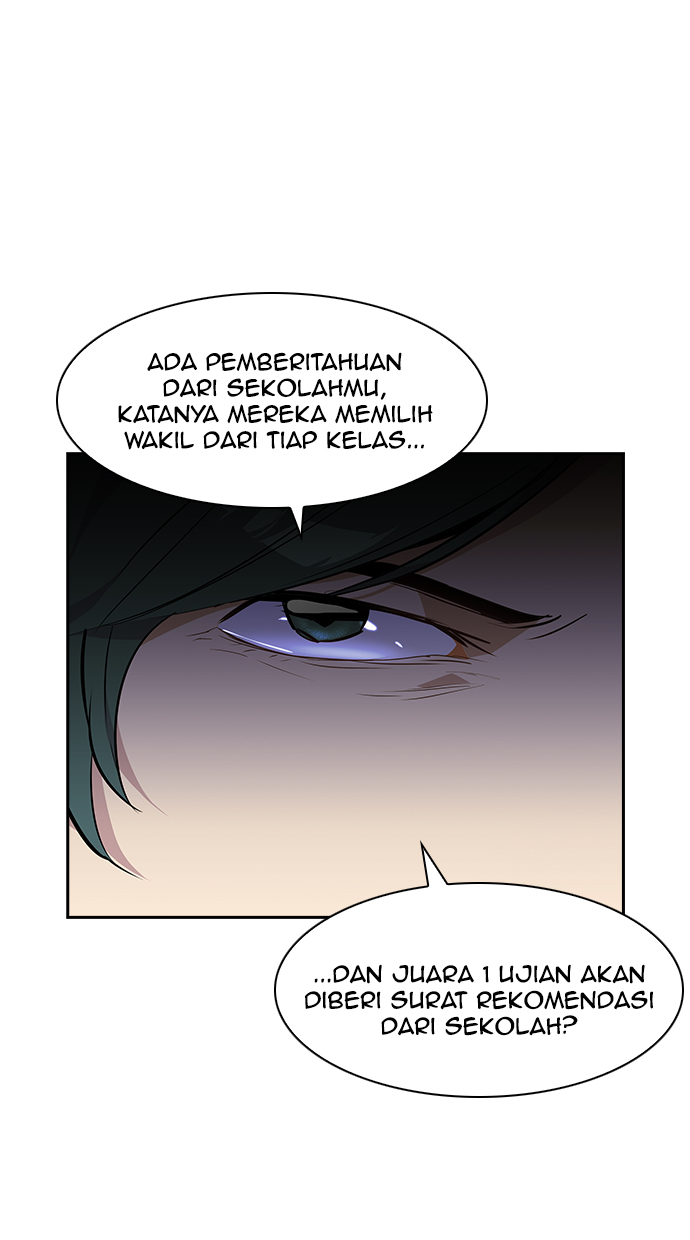 ADA PEMBERITAHUAN
DARI SEKOLAHMU,
KATANYA MEREKA MEMILIH
WAKIL DARI TIAP KELAS...
...DAN JUARA 1 UJIAN AKAN
DIBERI SURAT REKOMENDASI
DARI SEKOLAH?